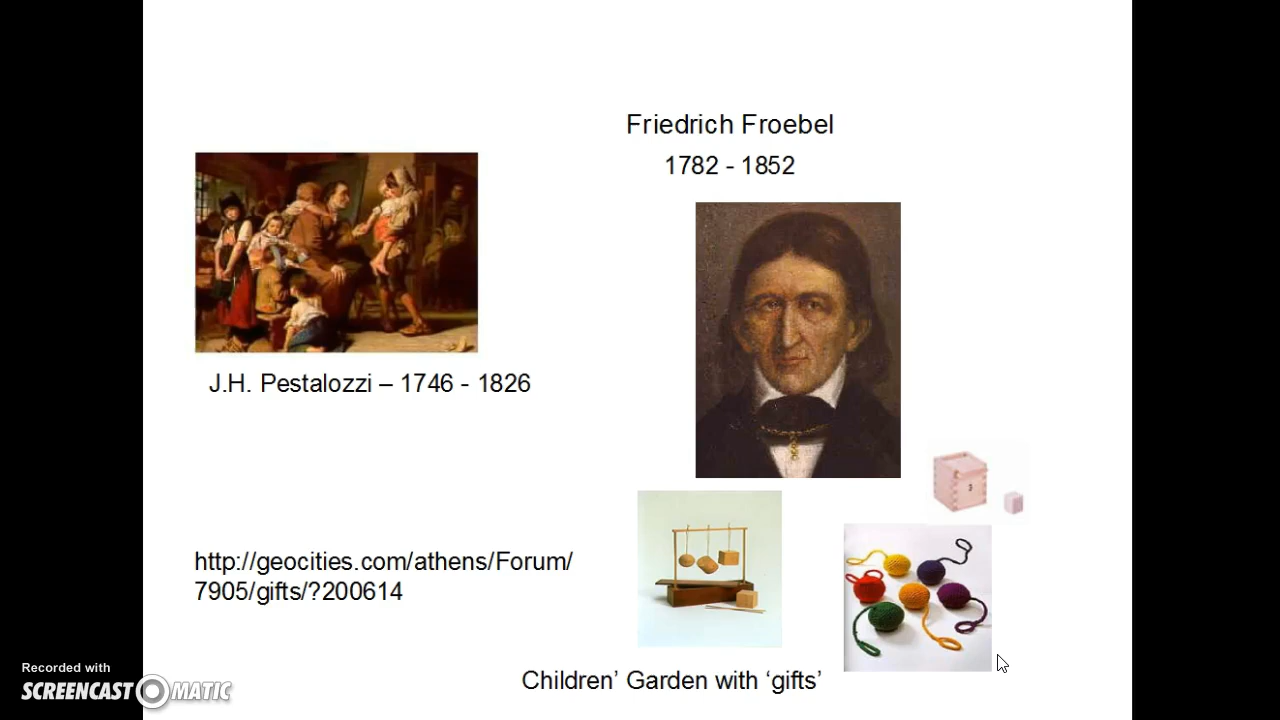 Friedrich Froebel
1782 - 1852
J.H. Pestalozzi – 1746 - 1826
http://geocities.com/athens/Forum/
7905/gifts/?200614
3
Children’ Garden with ‘gifts’
Recorded with
SCREENCAST MATIC